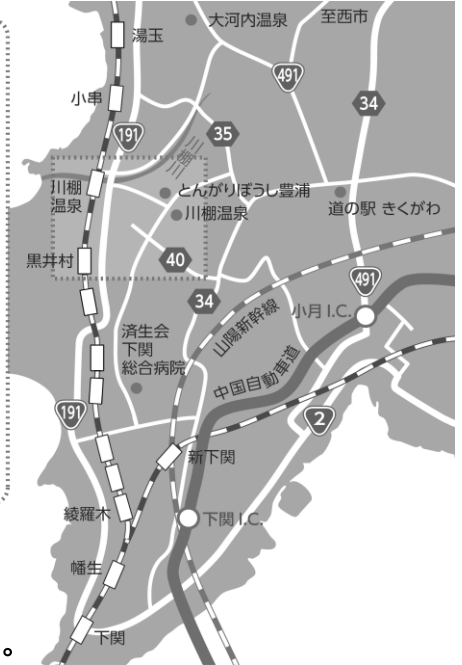 大河内温泉
至西市
湯玉
491
小串
34
191
35
川棚川
川棚
温泉
とんがりぼうし豊浦
川棚温泉
道の駅 きくがわ
黒井村
40
34
491
小月 I.C.
山陽新幹線
済生会
下関
総合病院
中国自動車道
191
2
新下関
綾羅木
下関 I.C.
幡生
下関
。